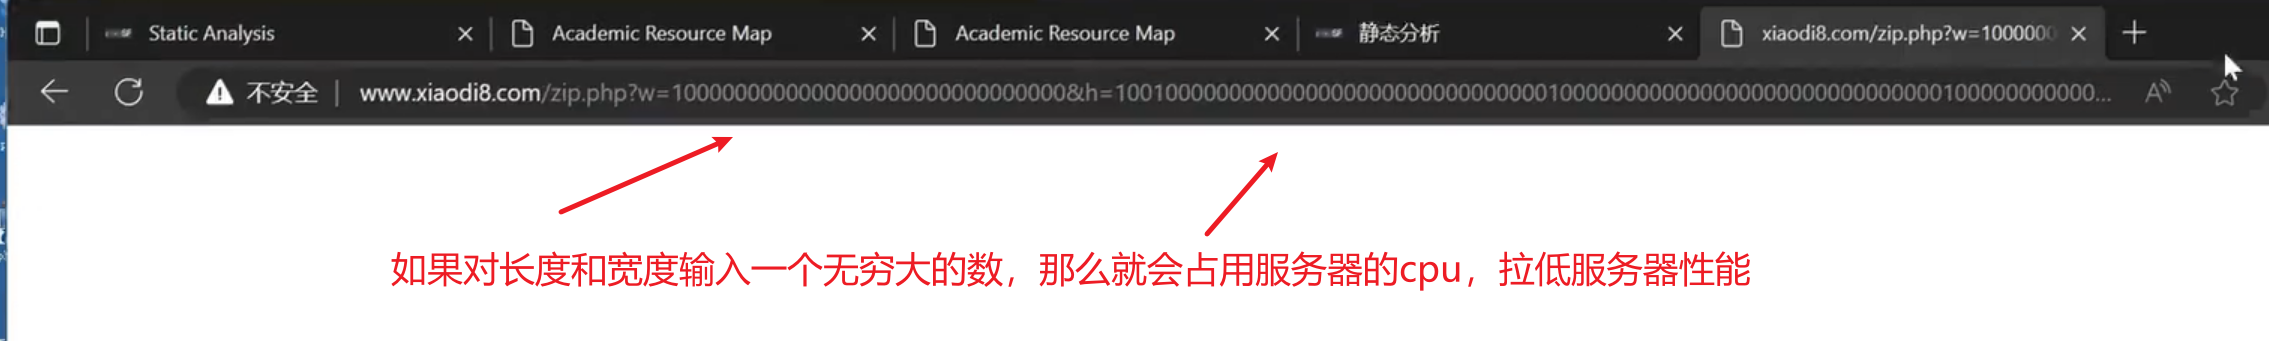 Static Analysis
Academic Resource Map
Academic Resource Map
静态分析
xiaodi8.com/zip.php?w=1000000
不安全 www.xiaodi8.com/zip.php?w=10000000000000000000000000000000&h=10010000000000000000000000000000000100000000000000000000000000000000100000000000...
如果对长度和宽度输入一个无穷大的数，那么就会占用服务器的cpu，拉低服务器性能